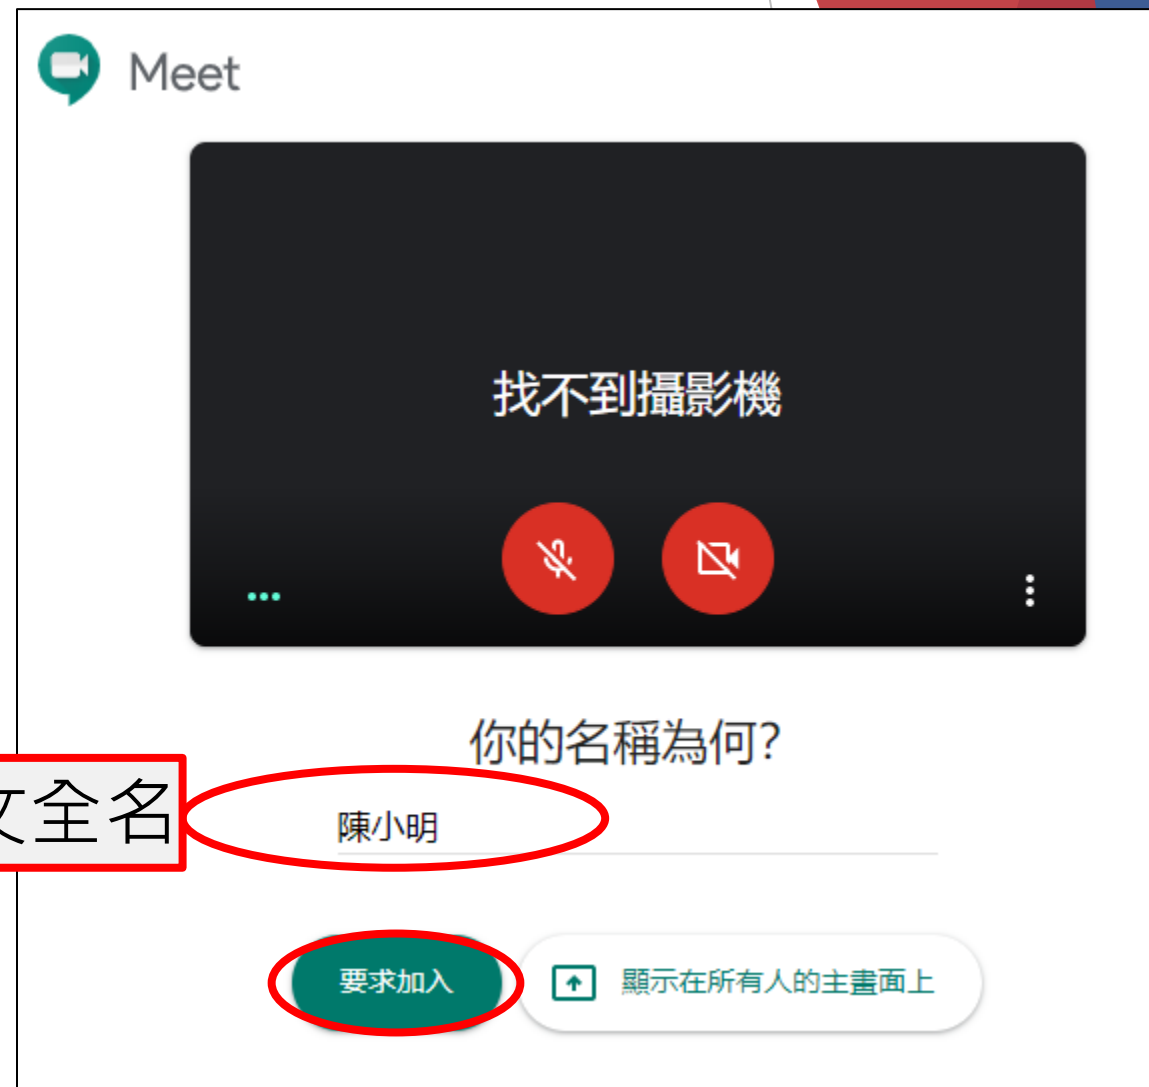 Meet
找不到攝影機
你的名稱為何?
文全名
陳小明
要求加入
顯示在所有人的主畫面上